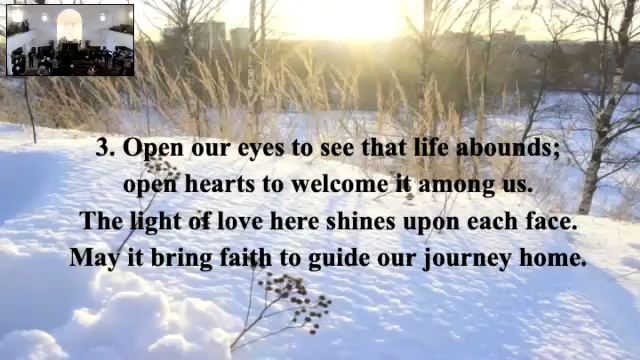 3. Open our eyes to see that life abounds;
open hearts to welcome it among us.
The light of love here shines upon each face.
May it bring faith to guide our journey home.